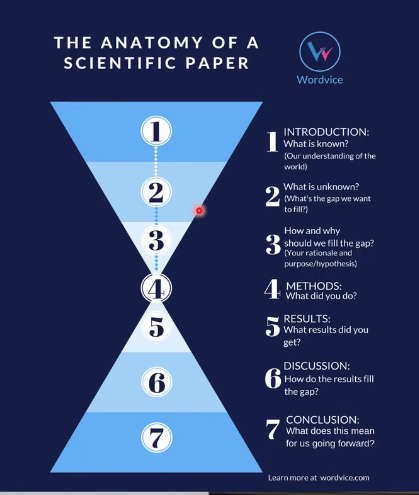 THE ANATOMY OF A
SCIENTIFIC PAPER
W
Wordvice
1
2
3
4
5
6
7
1 INTRODUCTION:
What is known?
(Our understanding of the
world)
2 What is unknown?
(What's the gap we want
to fill?)
3 How and why
should we fill the gap?
(Your rationale and
purpose/hypothesis)
4 METHODS:
What did you do?
5 RESULTS:
What results did you
get?
6 DISCUSSION:
How do the results fill
the gap?
7 CONCLUSION:
What does this mean
for us going forward?
Learn more at wordvice.com